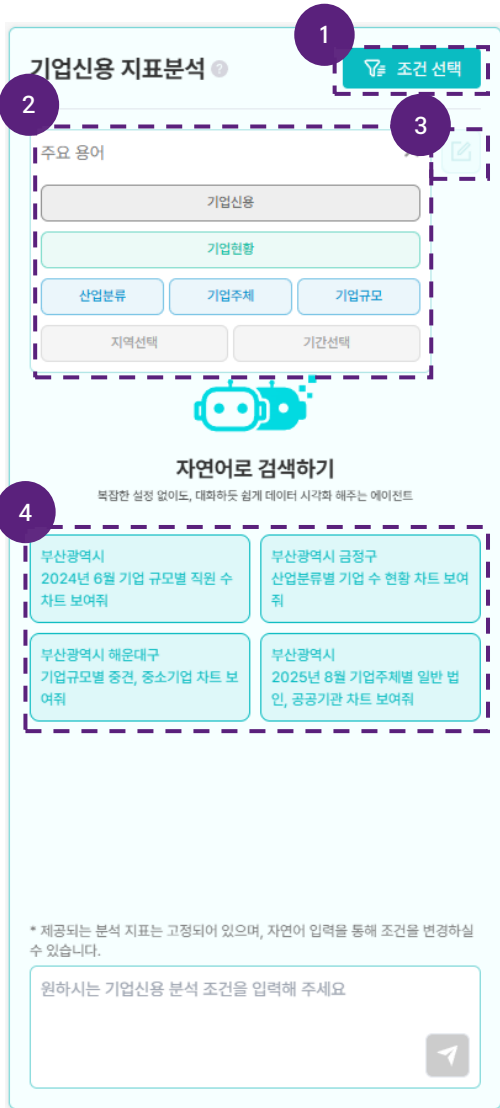 1
기업신용 지표분석 ?
조건 선택
2
3
주요 용어
기업신용
기업현황
산업분류 기업주체 기업규모
지역선택 기간선택
자연어로 검색하기
복잡한 설정 없이도, 대화하듯 쉽게 데이터 시각화 해주는 에이전트
4
부산광역시
2024년 6월 기업 규모별 직원 수
차트 보여줘
부산광역시 금정구
산업분류별 기업 수 현황 차트 보여
줘
부산광역시 해운대구
기업규모별 중견, 중소기업 차트 보
여줘
부산광역시
2025년 8월 기업주체별 일반 법
인, 공공기관 차트 보여줘
* 제공되는 분석 지표는 고정되어 있으며, 자연어 입력을 통해 조건을 변경하실
수 있습니다.
원하시는 기업신용 분석 조건을 입력해 주세요